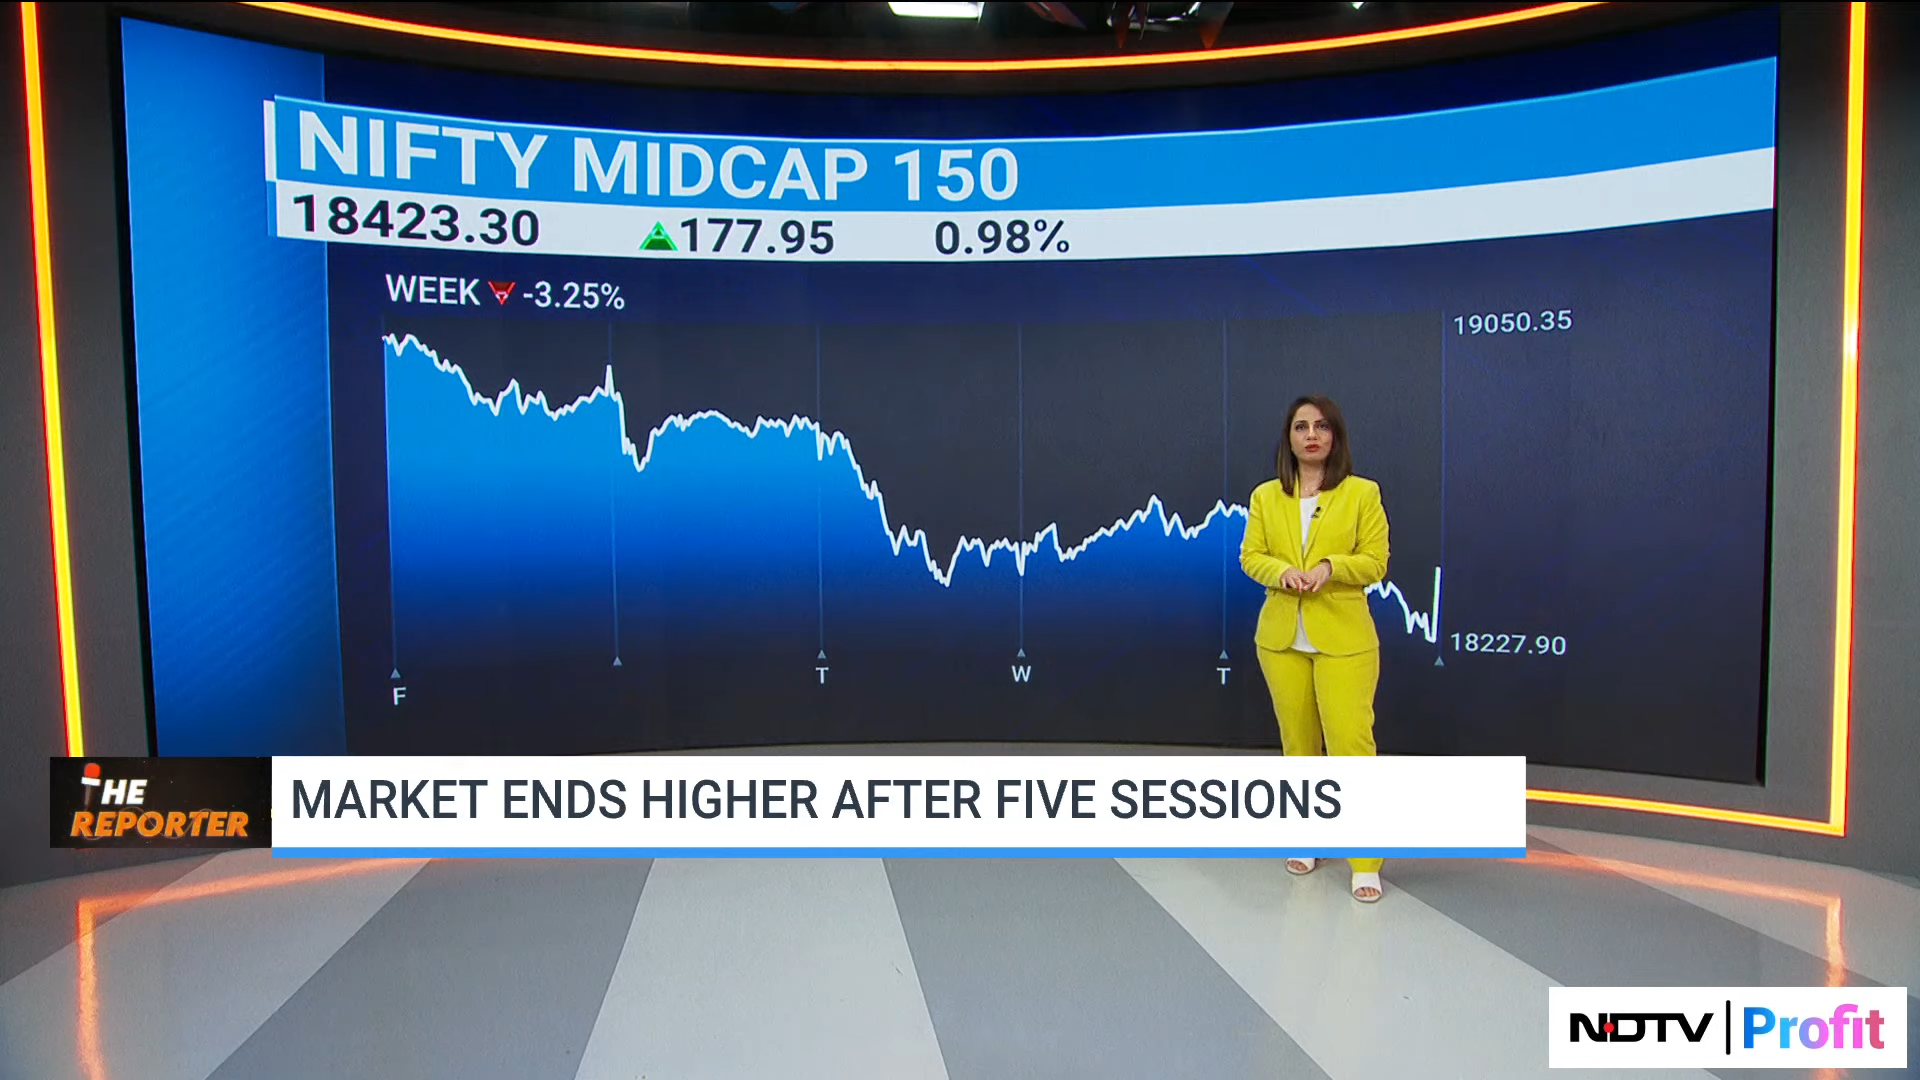 NIFTY MIDCAP 150
18423.30 177.95 0.98%
WEEK -3.25%
19050.35
18227.90
F T W T
THE
REPORTER
MARKET ENDS HIGHER AFTER FIVE SESSIONS
NDTV Profit